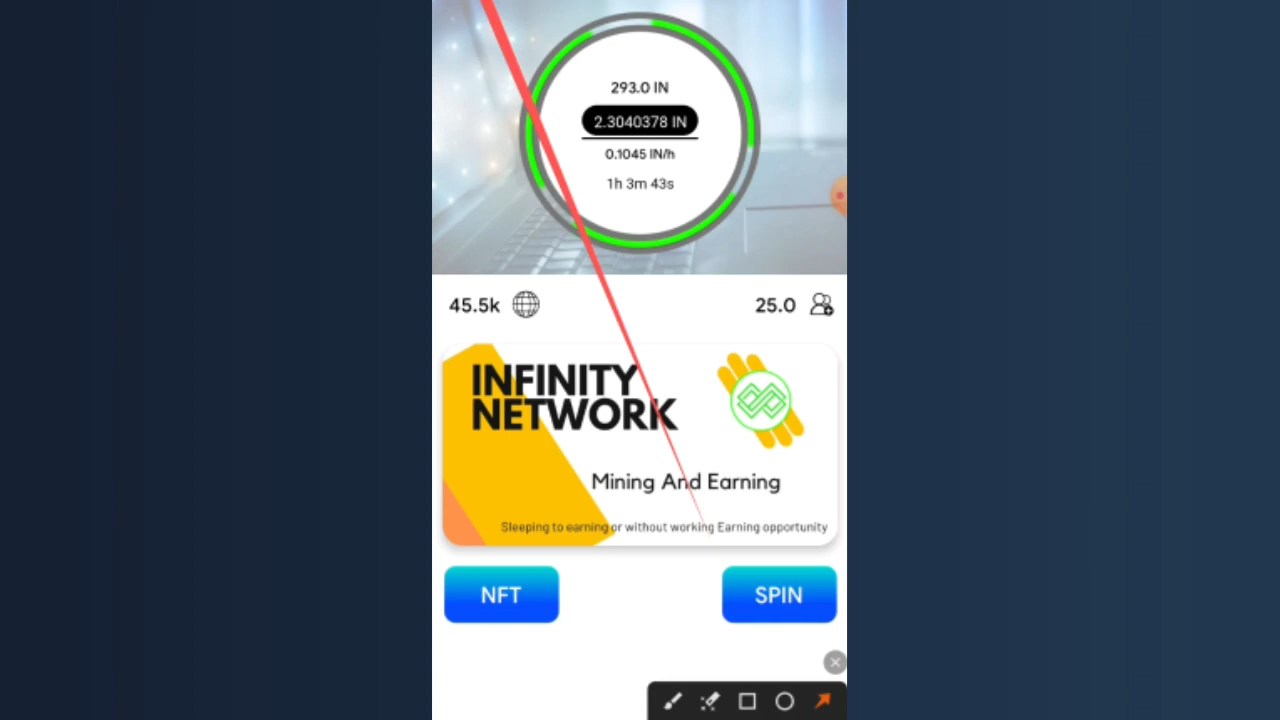 293.0 IN
2.3040378 IN
0.1045 IN/h
1h 3m 43s
45.5k
25.0
INFINITY
NETWORK
Mining And Earning
Sleeping to earning or without working Earning opportunity
NFT
SPIN